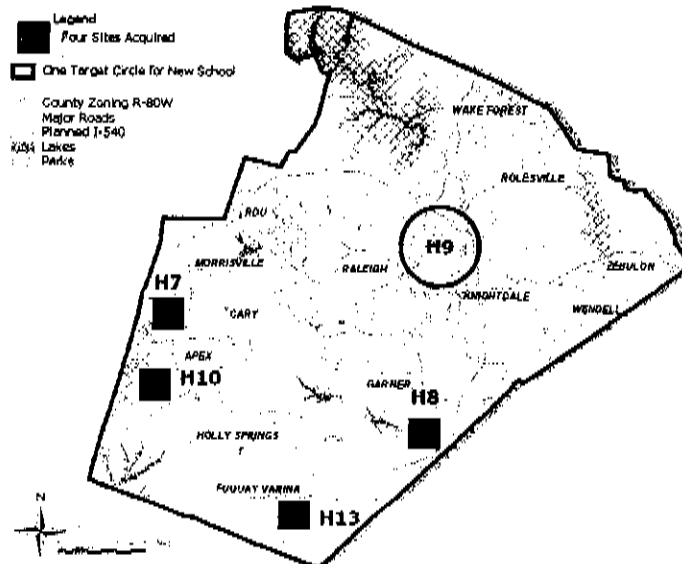 Legend
Four Sites Acquired
One Target Circle for New School
County Zoning R-80W
Major Roads
Planned I-540
Lakes
Parks
WAKE FOREST
ROLESVILLE
RDU
H9
MORRISVILLE
RALEIGH
ZEBULON
H7
KNIGHTDALE
CARY
WENDELL
APEX
H10
GARNER
H8
HOLLY SPRINGS
FUQUAY VARINA
H13
N